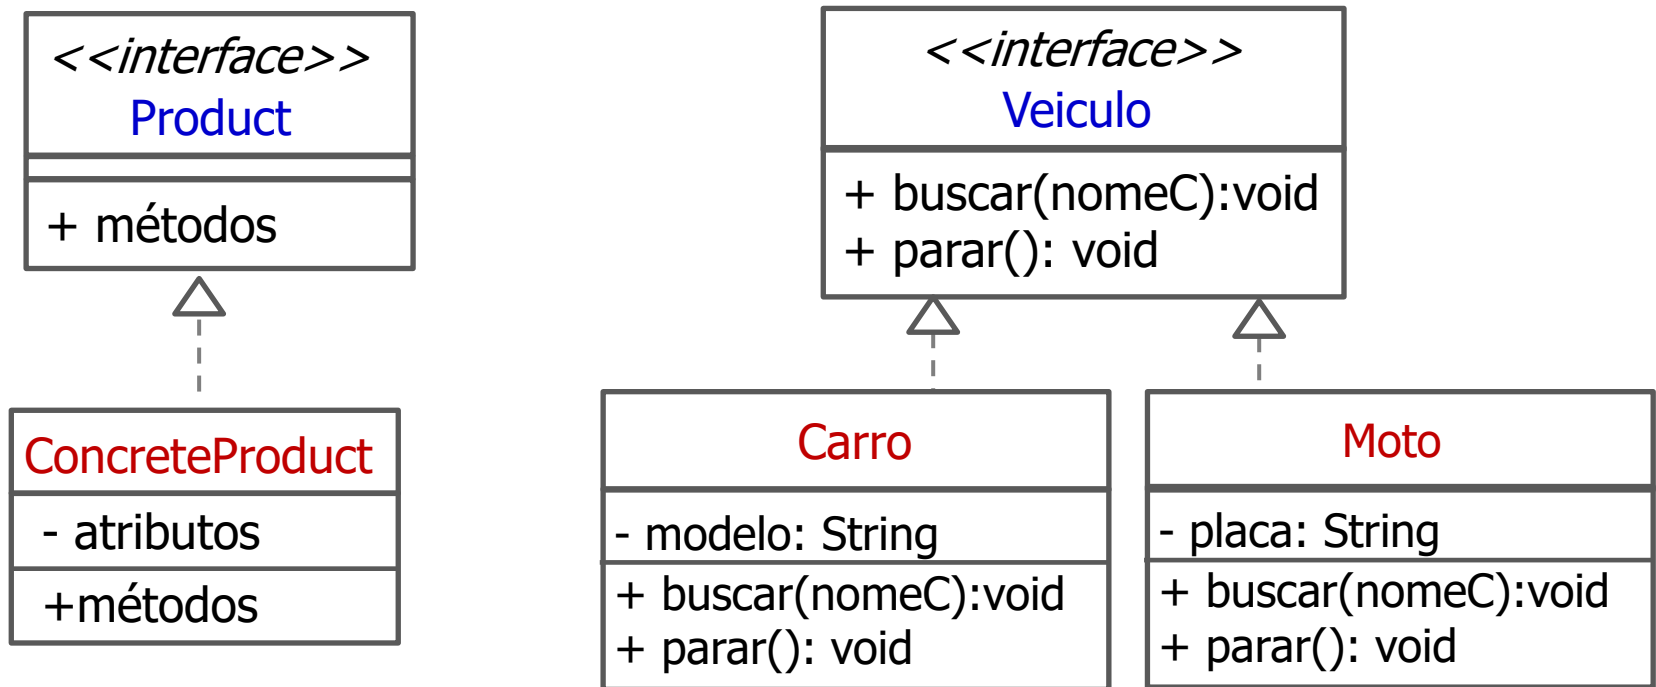 <<interface>>
Product
+ métodos
ConcreteProduct
- atributos
+métodos
<<interface>>
Veiculo
+ buscar(nomeC):void
+ parar(): void
Carro
- modelo: String
+ buscar(nomeC):void
+ parar(): void
Moto
- placa: String
+ buscar(nomeC):void
+ parar(): void